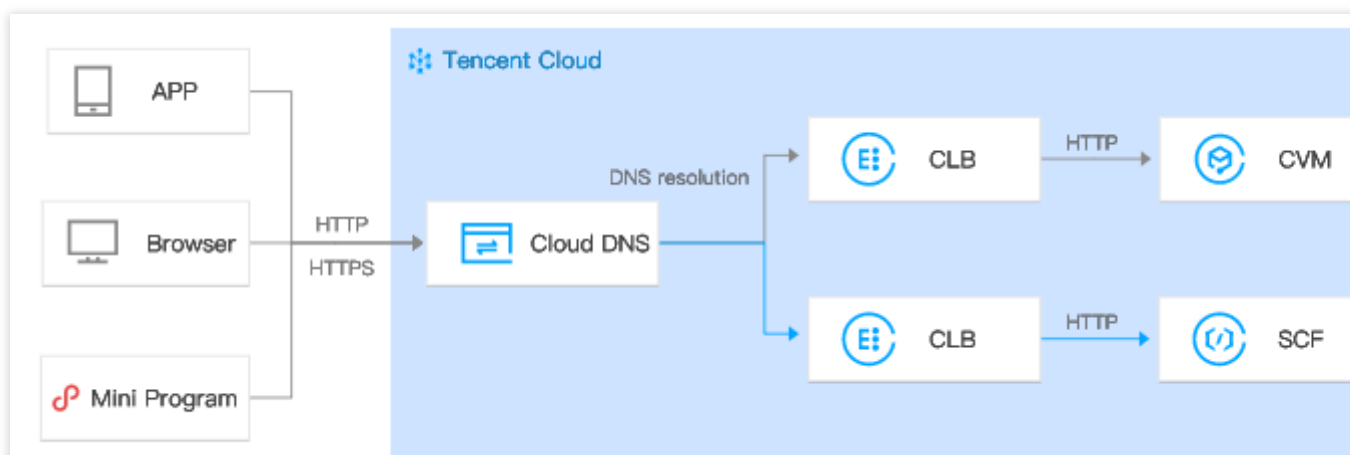 Tencent Cloud
APP
CLB
HTTP
CVM
DNS resolution
Browser
HTTP
HTTPS
Cloud DNS
CLB
HTTP
SCF
Mini Program